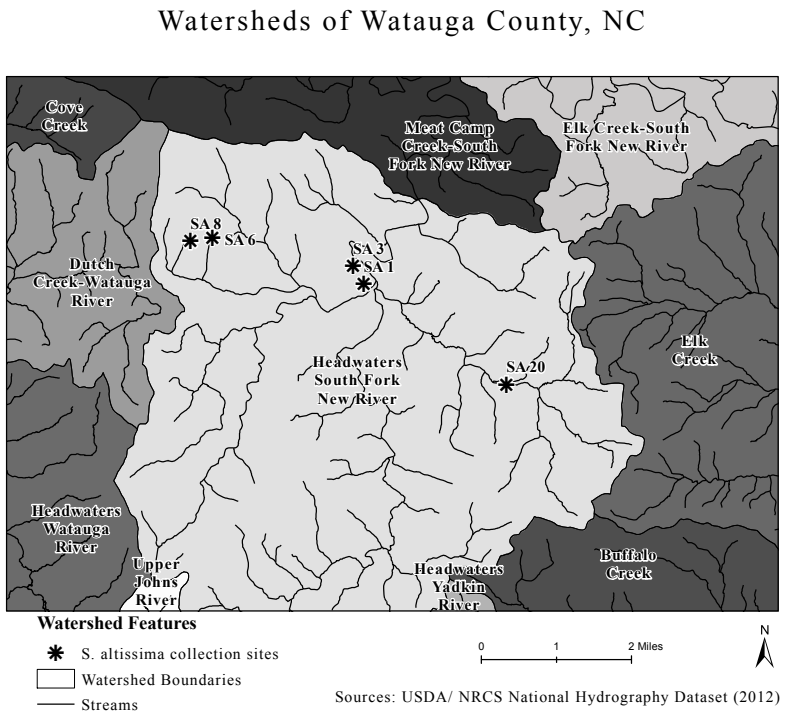 Watersheds of Watauga County, NC
Cove
Creek
Meat Camp
Creek-South
Fork New River
Elk Creek-South
Fork New River
SA 8
SA 6
SA 3
SA 1
Dutch
Creek-Watauga
River
Elk
Creek
Headwaters
South Fork
New River
SA 20
Headwaters
Watauga
River
Upper
Johns
River
Headwaters
Yadkin
River
Buffalo
Creek
Watershed Features
S. altissima collection sites
Watershed Boundaries
Streams
0 1 2 Miles
N
Sources: USDA/ NRCS National Hydrography Dataset (2012)